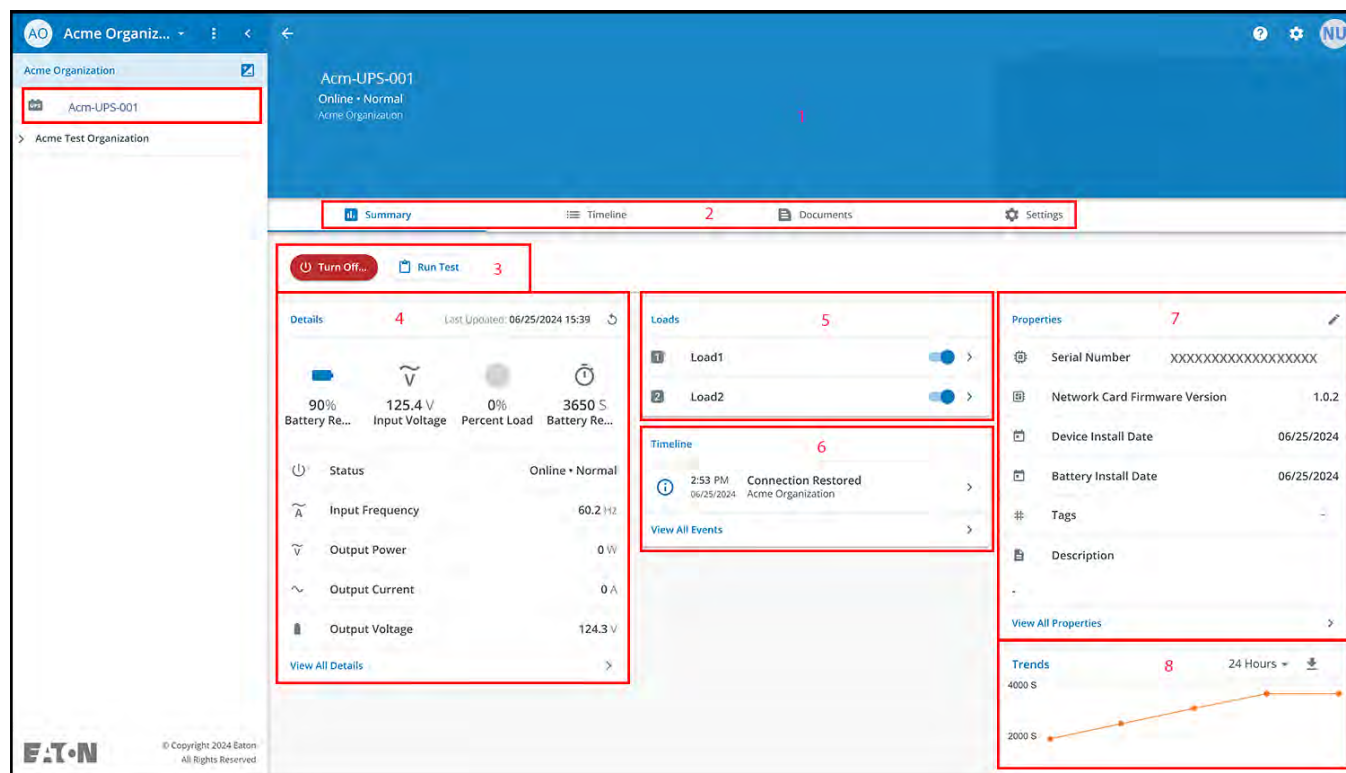 AO Acme Organiz...
NU
Acme Organization
UPS Acm-UPS-001
Acme Test Organization
Acm-UPS-001
Online • Normal
Acme Organization
1
Summary Timeline 2 Documents Settings
Turn Off... Run Test 3
Details 4 Last Updated: 06/25/2024 15:39
90% 125.4 V 0% 3650 S
Battery Re... Input Voltage Percent Load Battery Re...
Status Online • Normal
Input Frequency 60.2 Hz
Output Power 0 W
Output Current 0 A
Output Voltage 124.3 V
View All Details
Loads 5
1 Load1
2 Load2
Timeline 6
2:53 PM Connection Restored
06/25/2024 Acme Organization
View All Events
Properties 7
Serial Number XXXXXXXXXXXXXXXXXX
Network Card Firmware Version 1.0.2
Device Install Date 06/25/2024
Battery Install Date 06/25/2024
Tags -
Description
-
View All Properties
Trends 8 24 Hours
4000 S
2000 S
EATON
© Copyright 2024 Eaton
All Rights Reserved